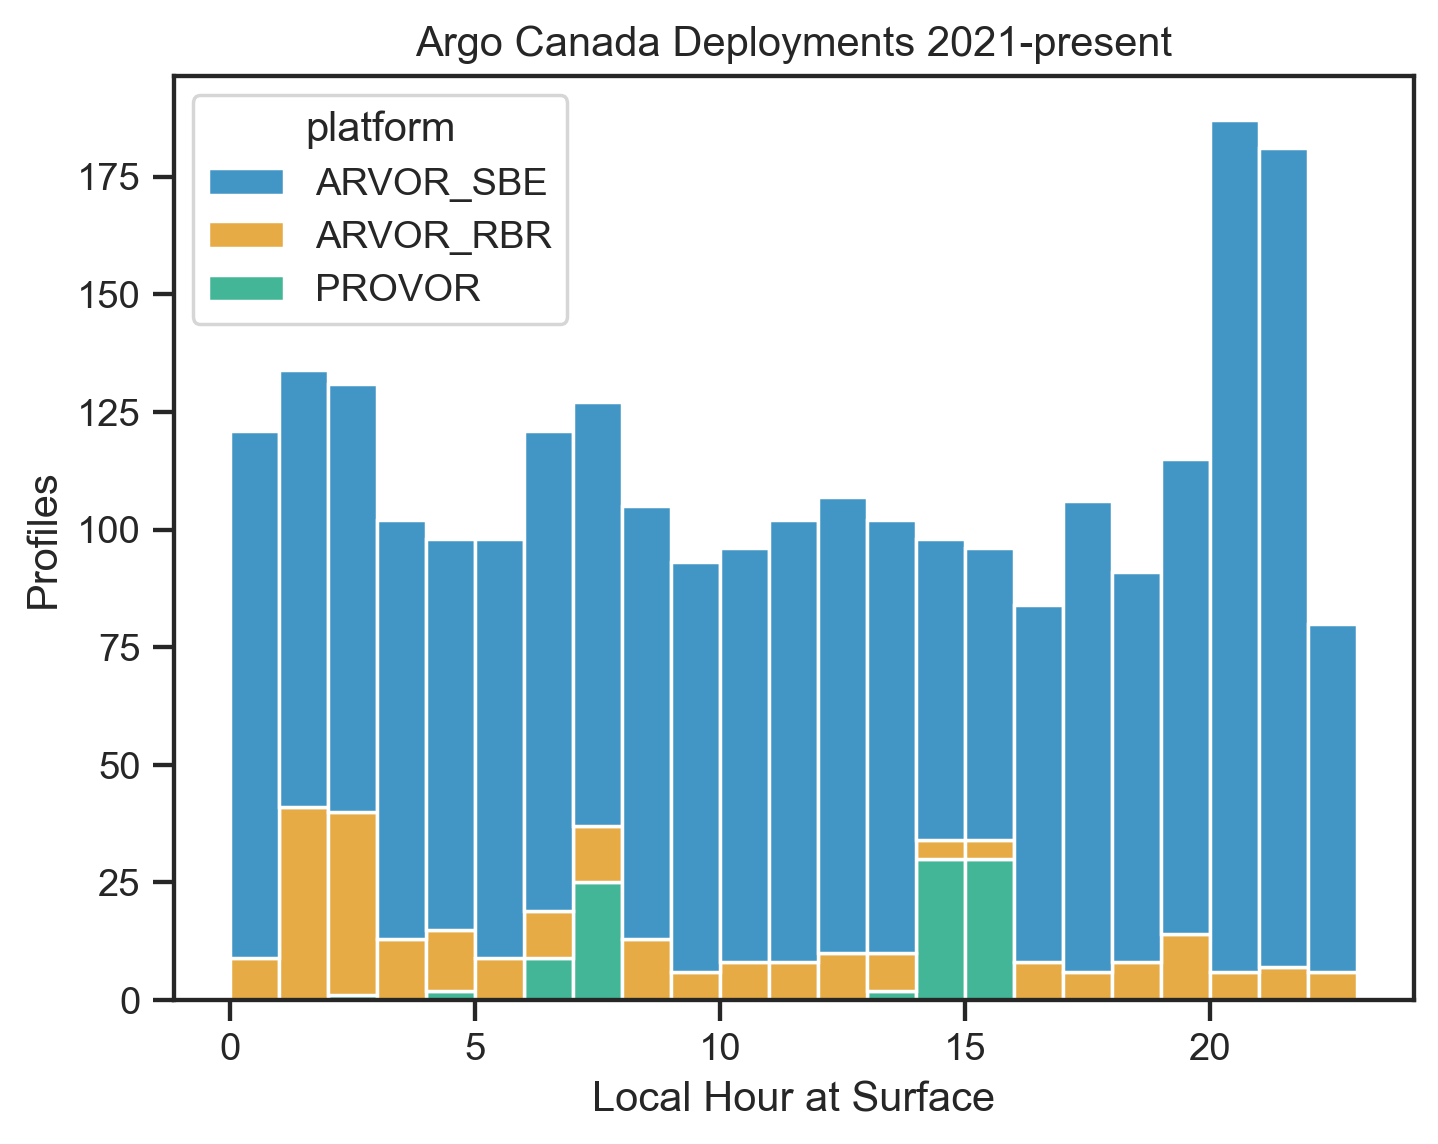 Argo Canada Deployments 2021-present
platform
ARVOR_SBE
ARVOR_RBR
PROVOR
175
150
125
100
75
50
25
0
Profiles
0 5 10 15 20
Local Hour at Surface